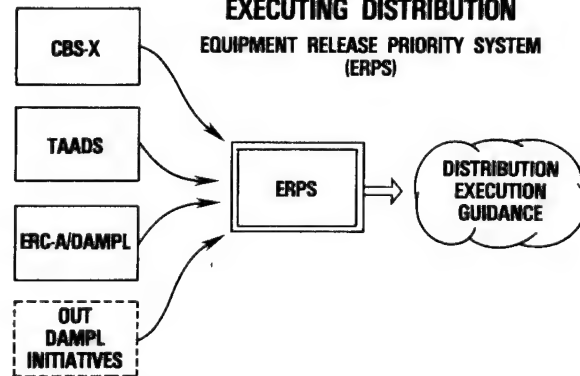 EXECUTING DISTRIBUTION
EQUIPMENT RELEASE PRIORITY SYSTEM
(ERPS)
CBS-X
TAADS
ERC-A/DAMPL
OUT
DAMPL
INITIATIVES
ERPS
DISTRIBUTION
EXECUTION
GUIDANCE